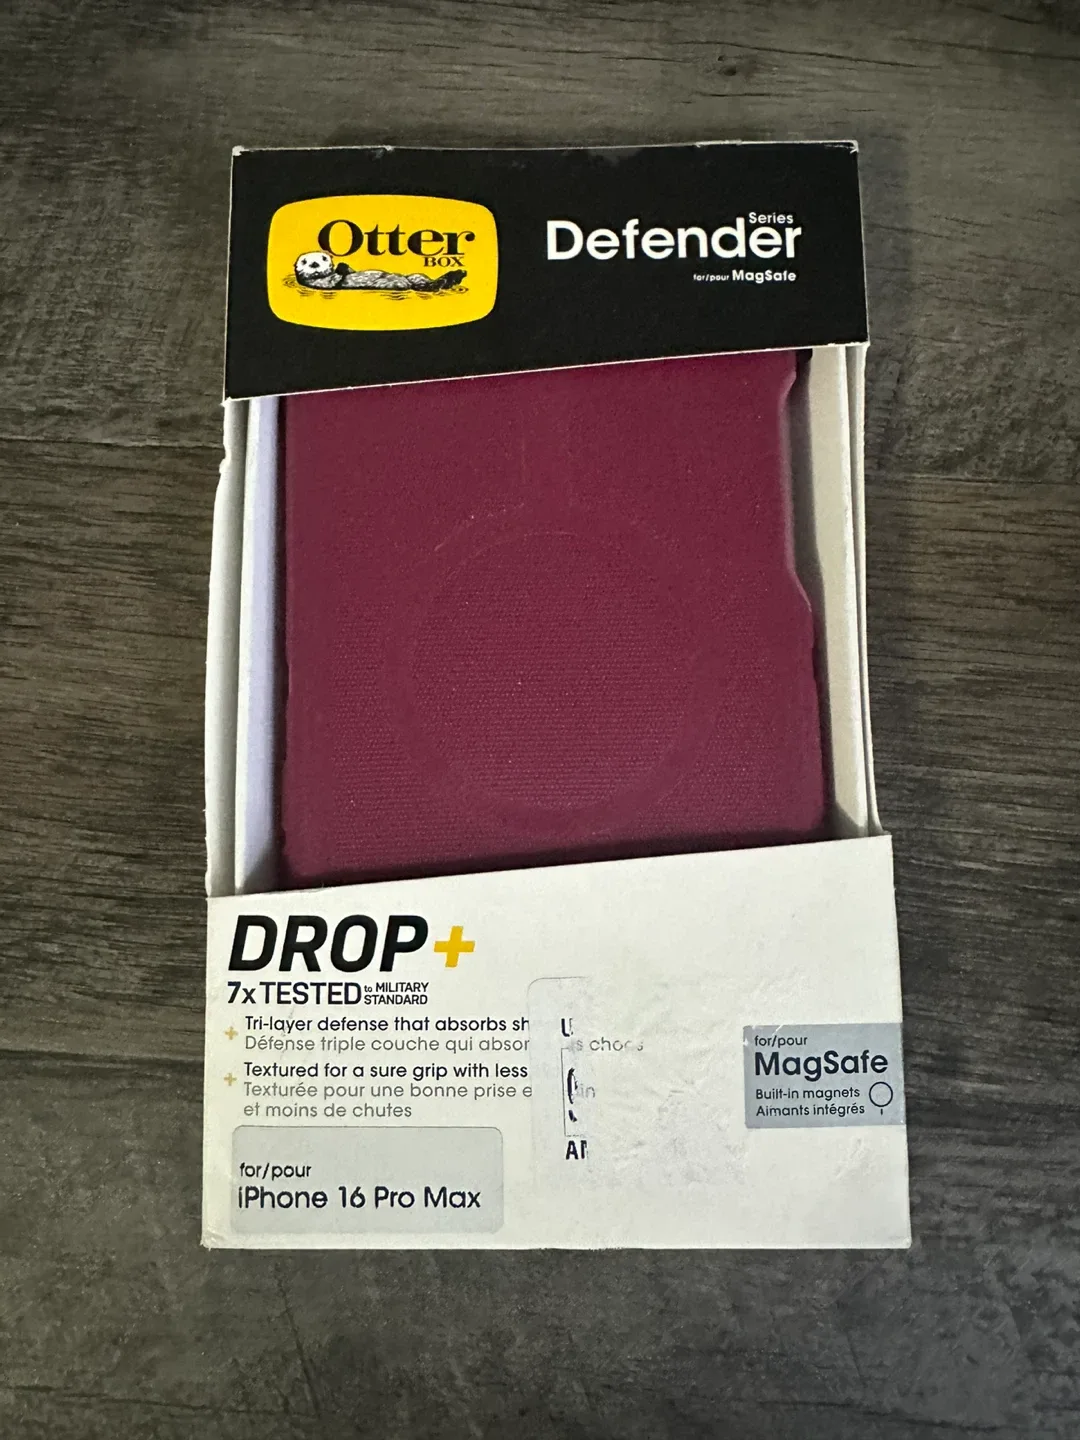 Otter
BOX
Defender Series
for/pour MagSafe
DROP+
7x TESTED to MILITARY STANDARD
+ Tri-layer defense that absorbs
Défense triple couche qui chocs
+ Textured for a sure grip with less
Texturée pour une bonne prise
et moins de chutes
for/pour
iPhone 16 Pro Max
for/pour
MagSafe
Built-in magnets
Aimants intégrés